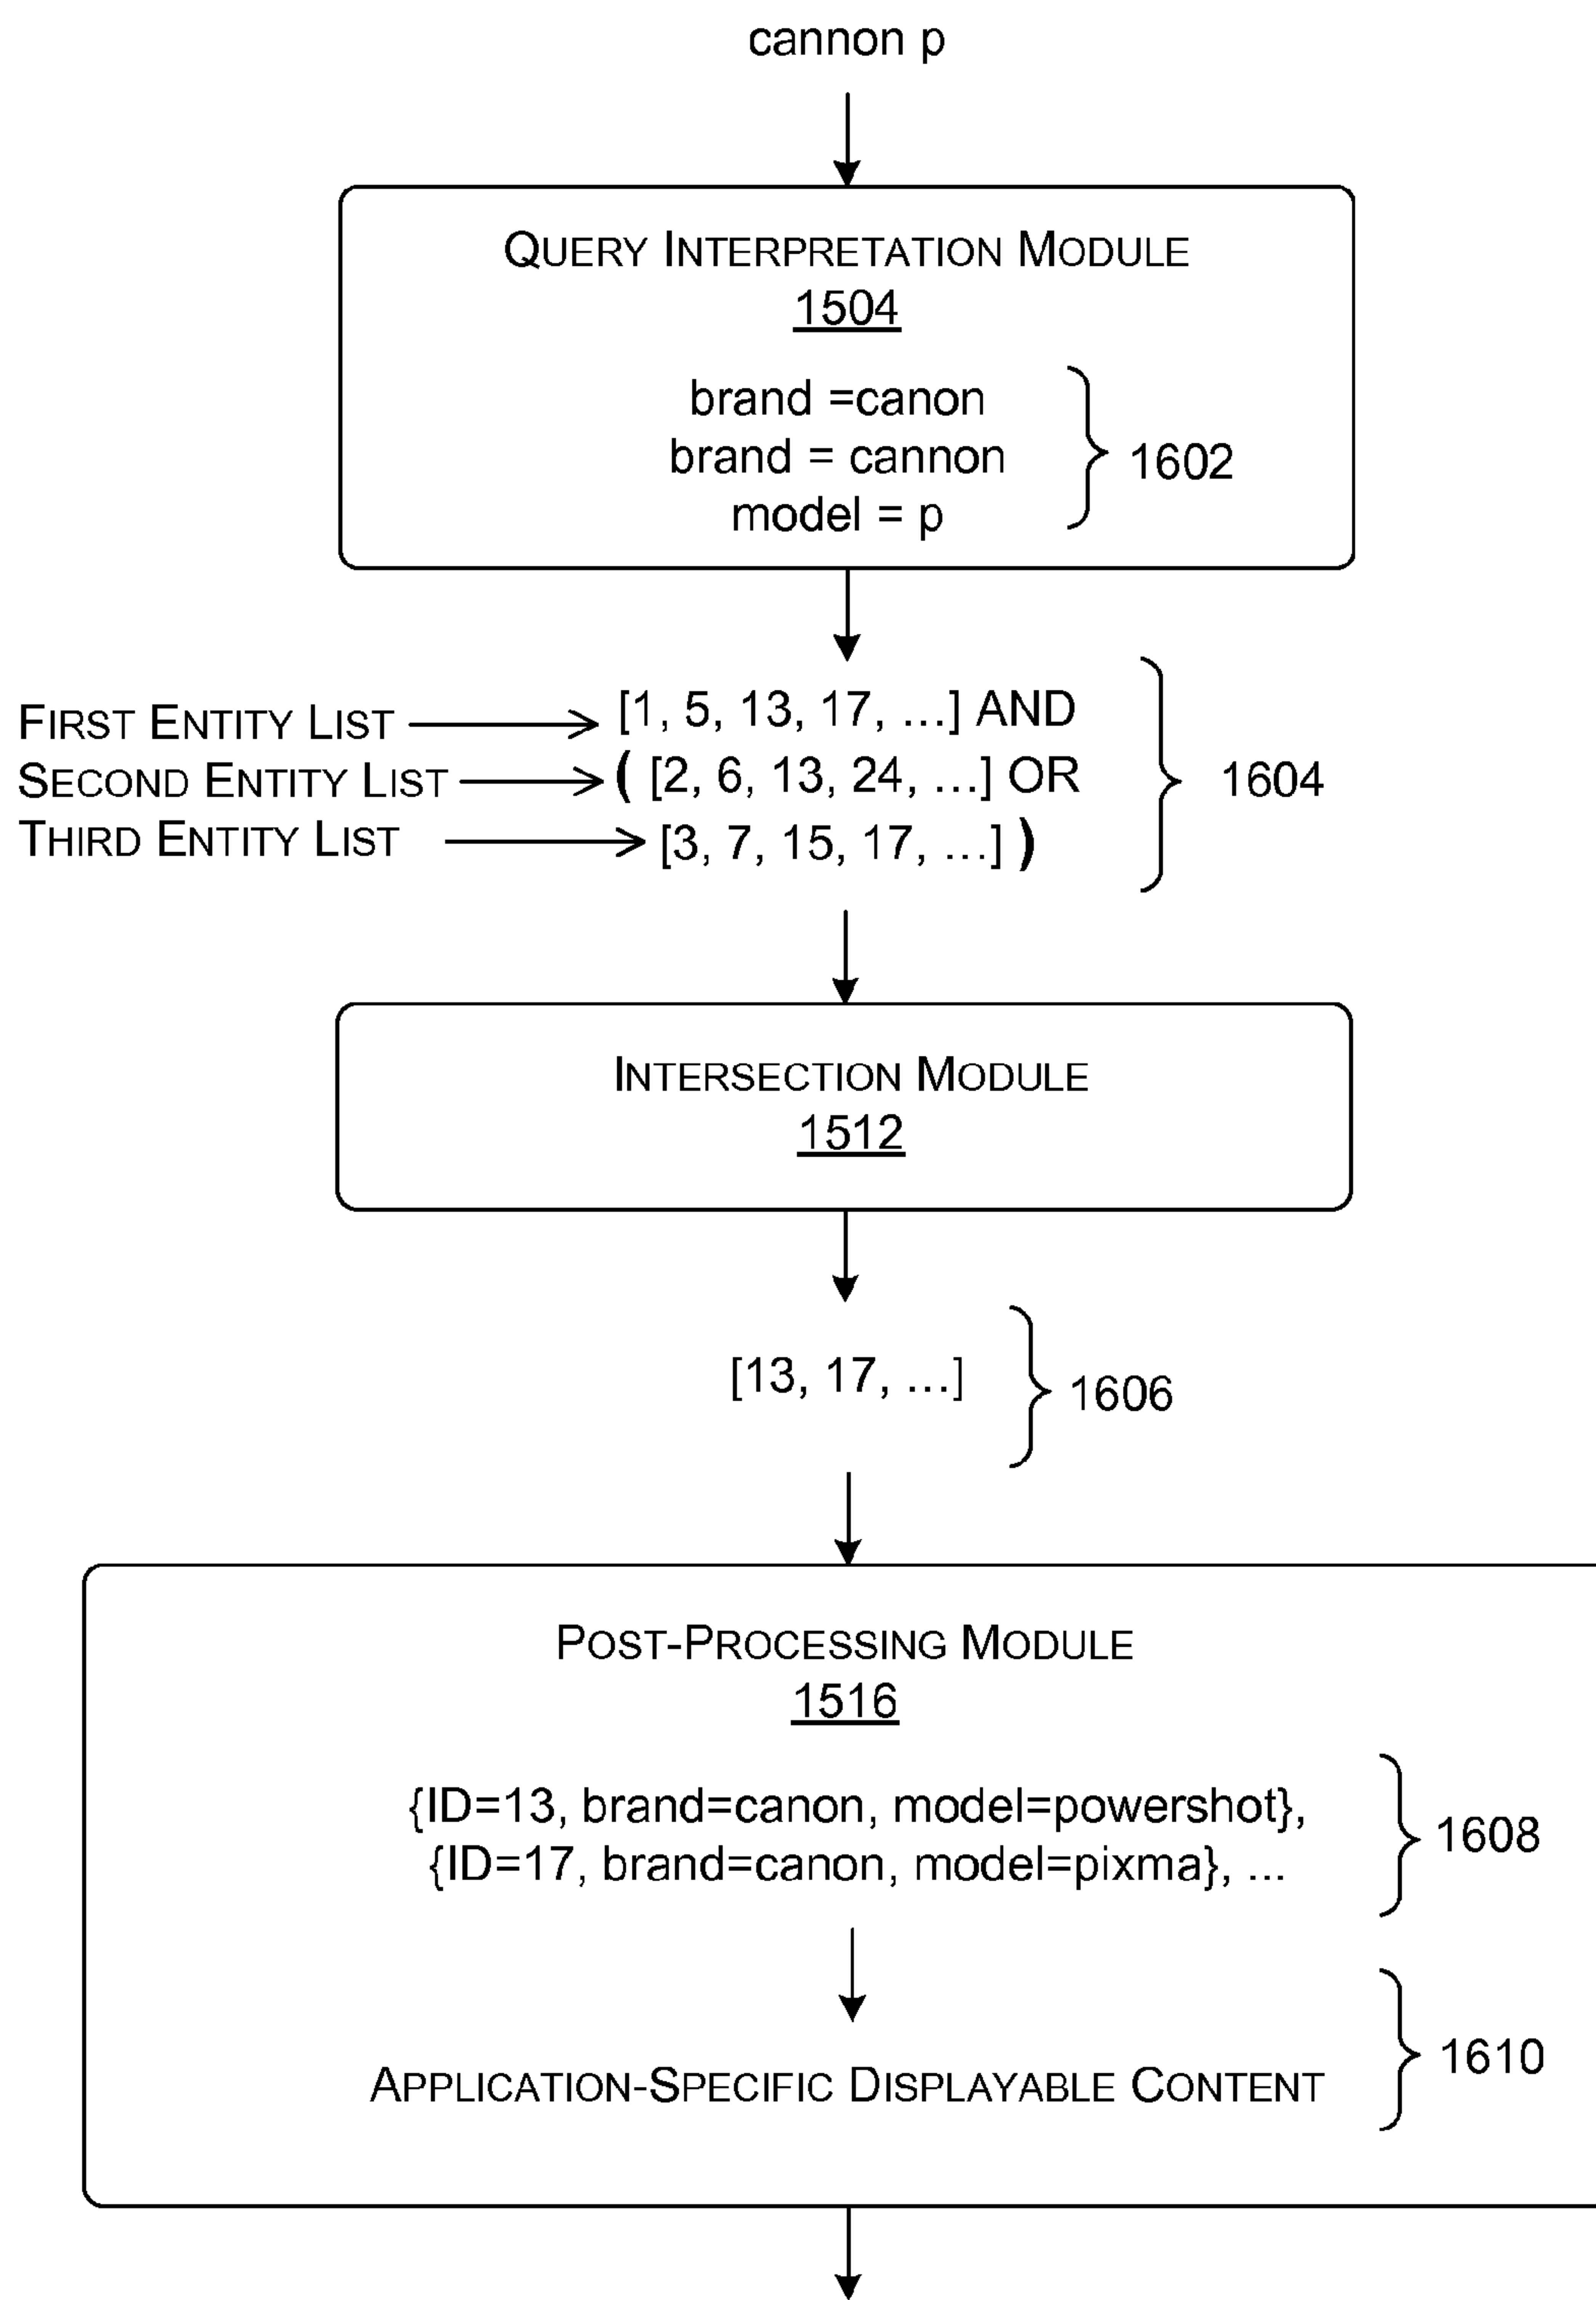 cannon p
QUERY INTERPRETATION MODULE
1504
brand =canon
brand = cannon
model = p
1602
FIRST ENTITY LIST
[1, 5, 13, 17, ...] AND
SECOND ENTITY LIST
( [2, 6, 13, 24, ...] OR
THIRD ENTITY LIST
[3, 7, 15, 17, ...] )
1604
INTERSECTION MODULE
1512
[13, 17, ...]
1606
POST-PROCESSING MODULE
1516
{ID=13, brand=canon, model=powershot},
{ID=17, brand=canon, model=pixma}, ...
1608
APPLICATION-SPECIFIC DISPLAYABLE CONTENT
1610